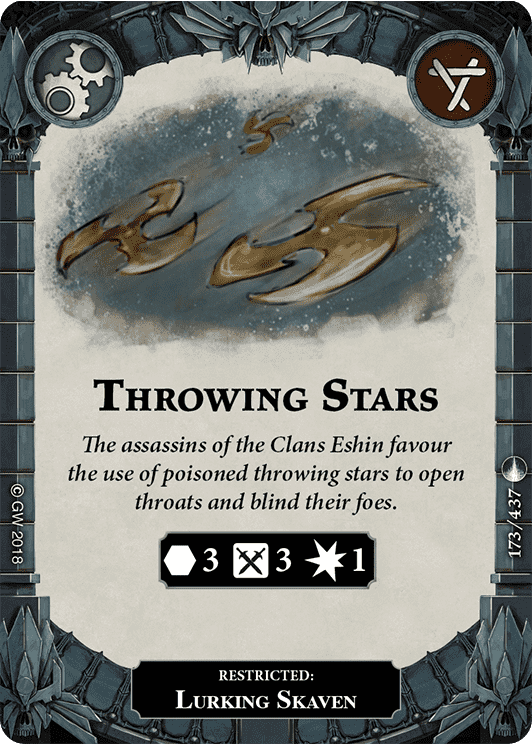 THROWING STARS
The assassins of the Clans Eshin favour
the use of poisoned throwing stars to open
throats and blind their foes.
3 3 1
© GW 2018
173/437
RESTRICTED:
LURKING SKAVEN